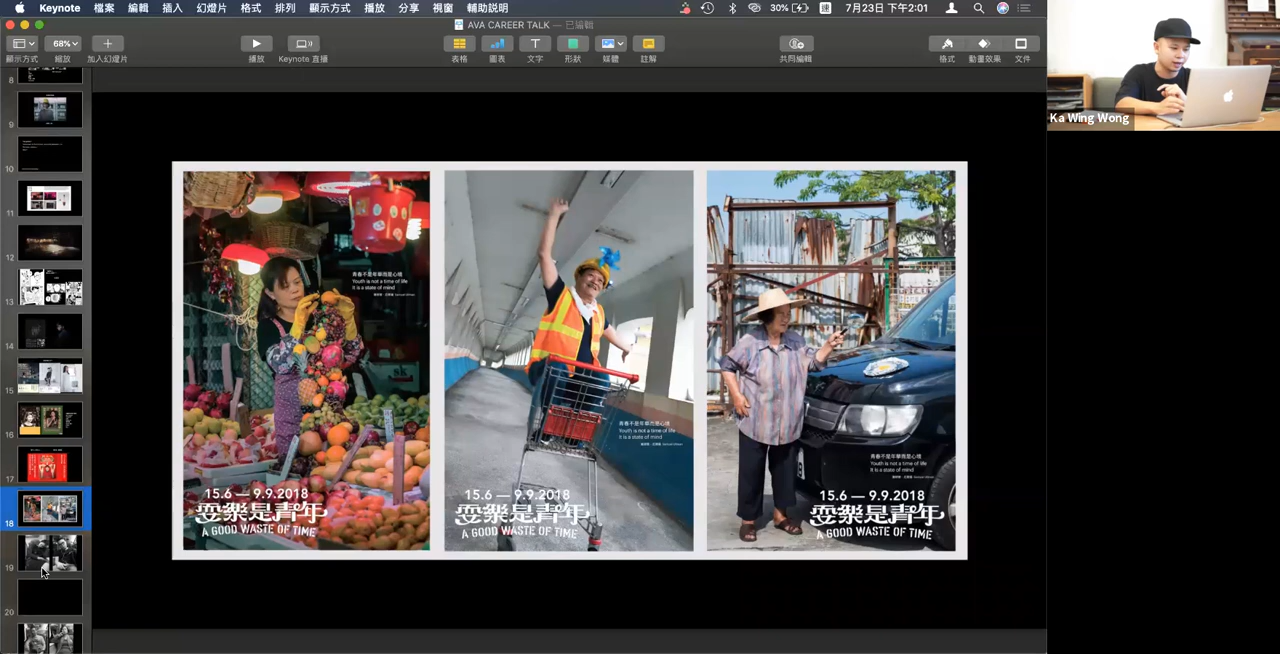 Keynote 檔案 編輯 插入 幻燈片 格式 排列 顯示方式 播放 分享 視窗 輔助說明
30% 7月23日 下午2:01
AVA CAREER TALK — 已編輯
68%
顯示方式 縮放 加入幻燈片 播放 Keynote 直播 表格 圖表 文字 形狀 媒體 註解 共同編輯 格式 動畫效果 文件
Ka Wing Wong
8
9
10
11
12
13
14
15
16
17
18
19
20
青春不是年華而是心境
Youth is not a time of life
It is a state of mind
15.6 — 9.9.2018
耍樂是青年
A GOOD WASTE OF TIME
青春不是年華而是心境
Youth is not a time of life
It is a state of mind
15.6 — 9.9.2018
耍樂是青年
A GOOD WASTE OF TIME
青春不是年華而是心境
Youth is not a time of life
It is a state of mind
15.6 — 9.9.2018
耍樂是青年
A GOOD WASTE OF TIME